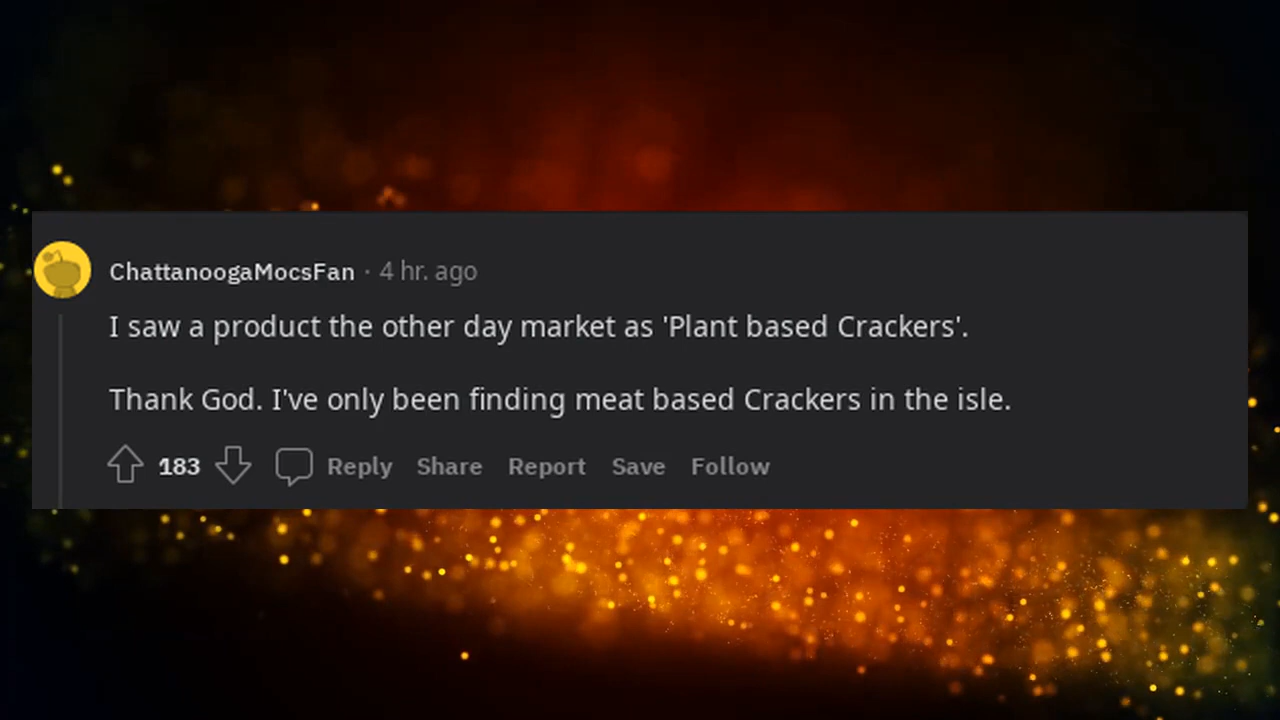 ChattanoogaMocsFan · 4 hr. ago
I saw a product the other day market as 'Plant based Crackers'.
Thank God. I've only been finding meat based Crackers in the isle.
183 Reply Share Report Save Follow